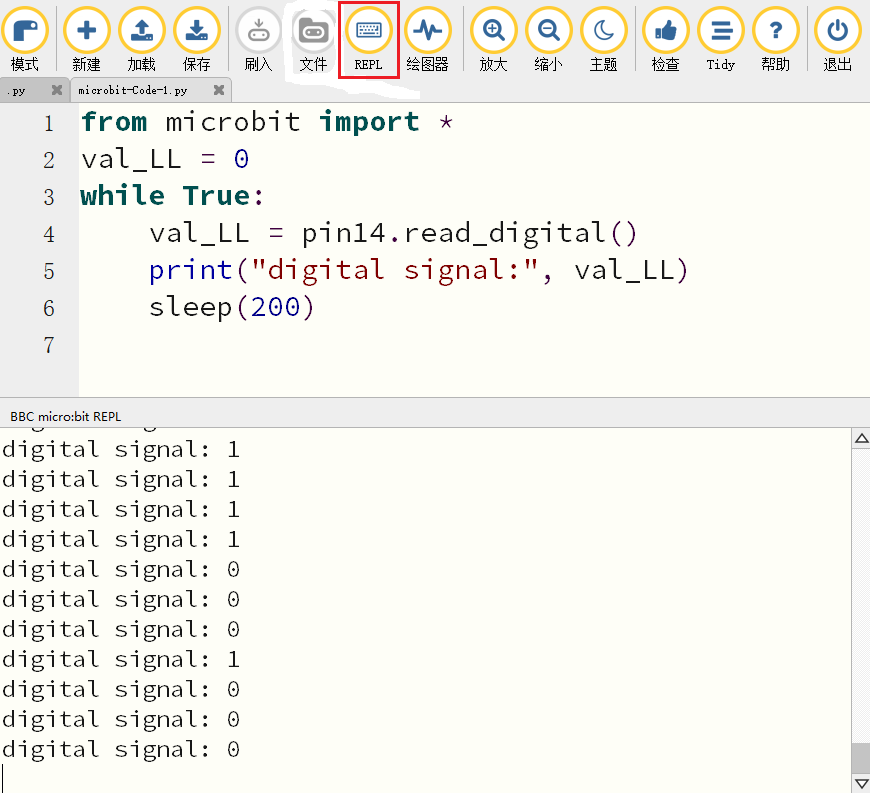 模式 新建 加载 保存 刷入 文件 REPL 绘图器 放大 缩小 主题 检查 Tidy 帮助 退出
.py microbit-Code-1.py
1 from microbit import *
2 val_LL = 0
3 while True:
4 val_LL = pin14.read_digital()
5 print("digital signal:", val_LL)
6 sleep(200)
7
BBC micro:bit REPL
digital signal: 1
digital signal: 1
digital signal: 1
digital signal: 1
digital signal: 0
digital signal: 0
digital signal: 0
digital signal: 1
digital signal: 0
digital signal: 0
digital signal: 0